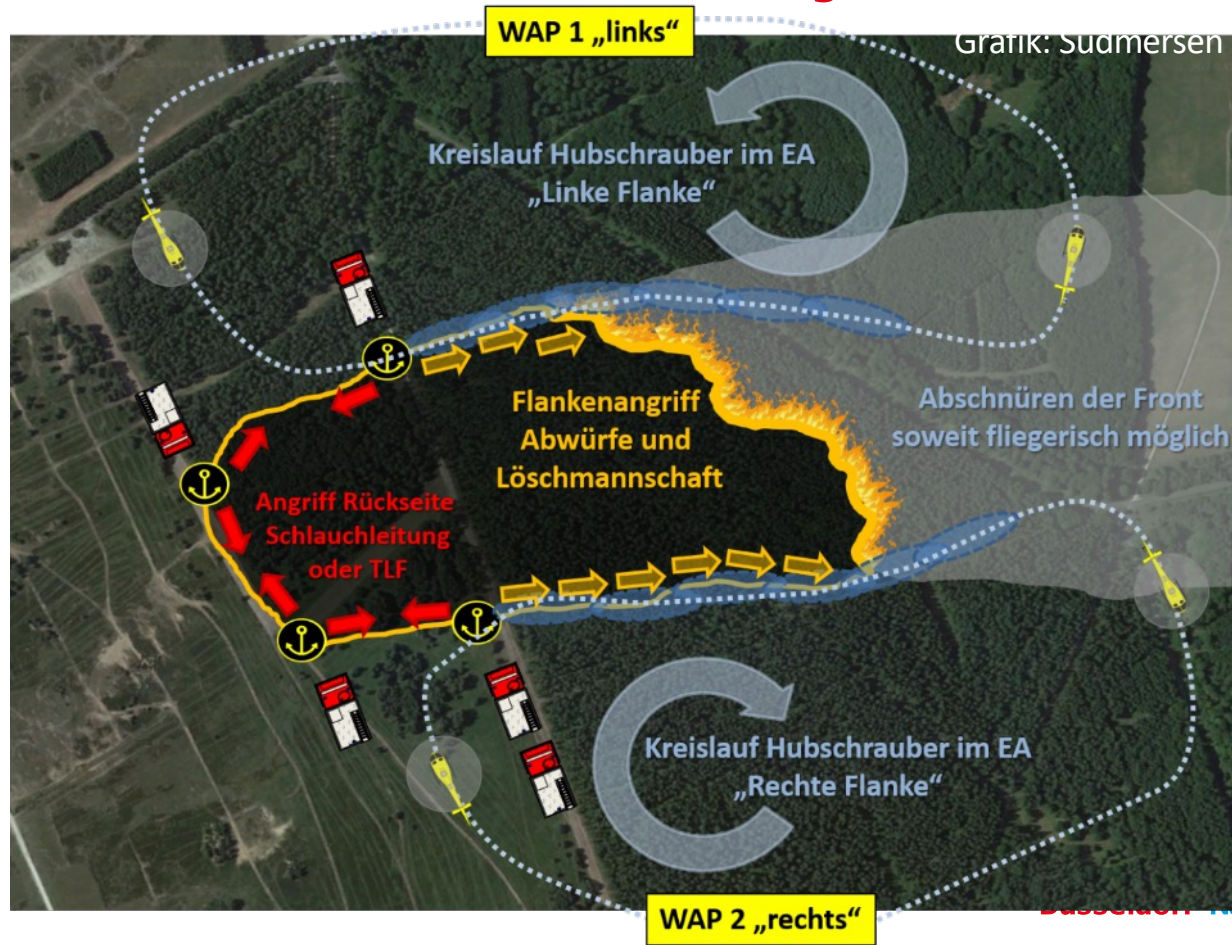 WAP 1 „links“
Grafik: Südmersen
Kreislauf Hubschrauber im EA
„Linke Flanke“
Flankenangriff
Abwürfe und
Löschmannschaft
Abschnüren der Front
soweit fliegerisch möglich
Angriff Rückseite
Schlauchleitung
oder TLF
Kreislauf Hubschrauber im EA
„Rechte Flanke“
WAP 2 „rechts“